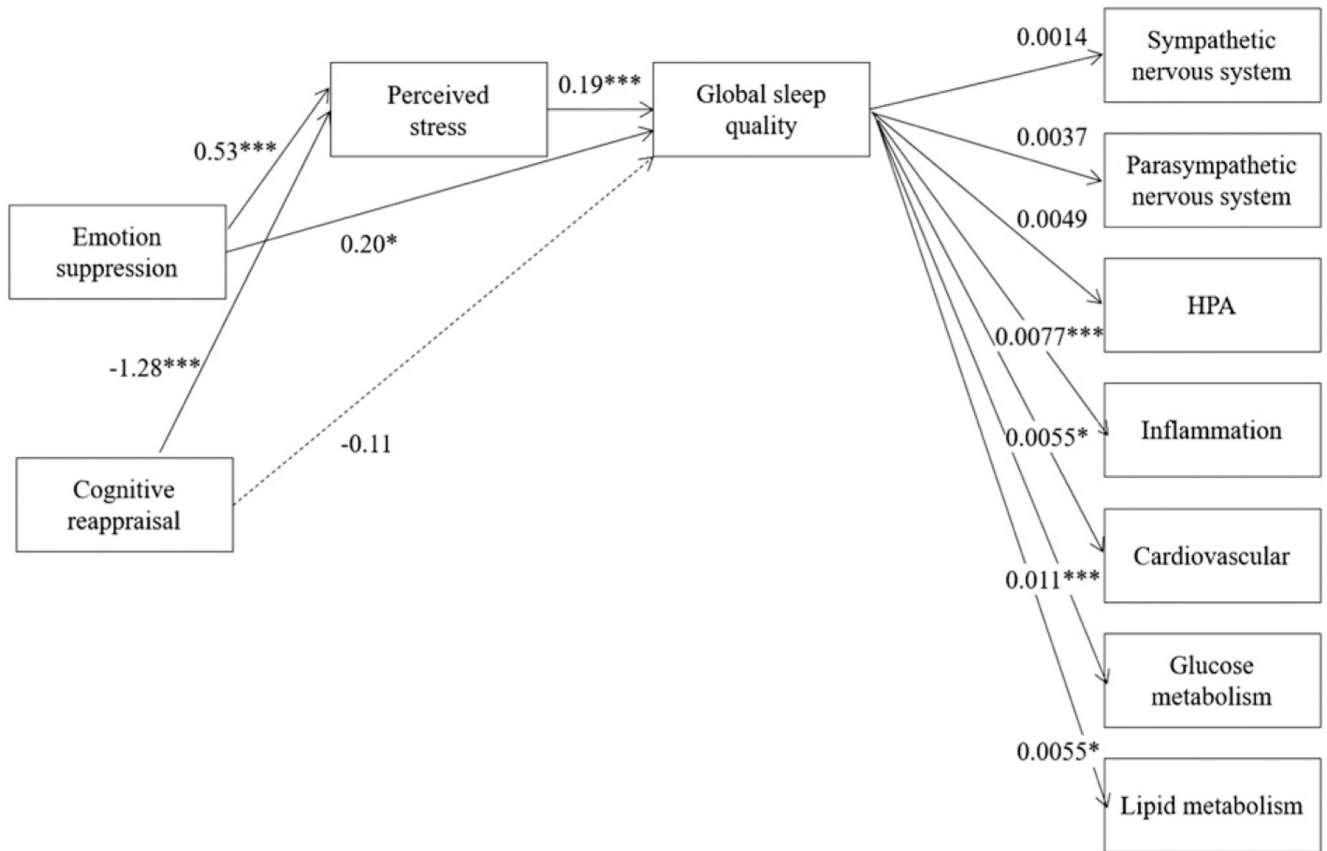 0.0014
Sympathetic
nervous system
Perceived
stress
0.19***
Global sleep
quality
0.53***
0.0037
Parasympathetic
nervous system
Emotion
suppression
0.20*
0.0049
HPA
0.0077***
-1.28***
Inflammation
-0.11
0.0055*
Cognitive
reappraisal
Cardiovascular
0.011***
Glucose
metabolism
0.0055*
Lipid metabolism